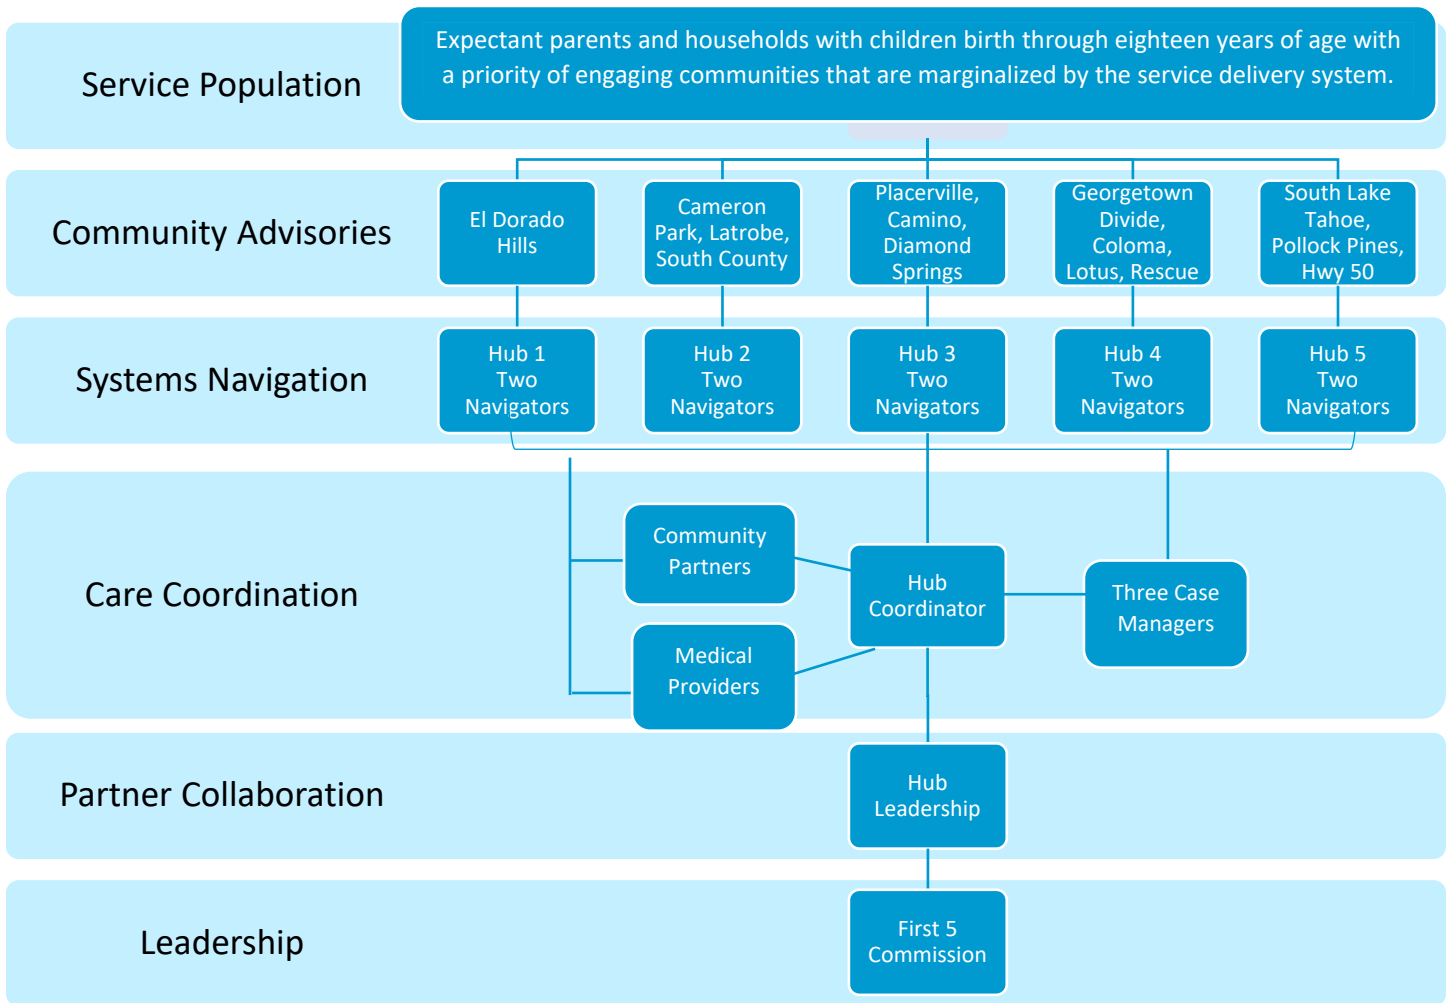 Service Population
Expectant parents and households with children birth through eighteen years of age with
a priority of engaging communities that are marginalized by the service delivery system.
Community Advisories
El Dorado
Hills
Cameron
Park, Latrobe,
South County
Placerville,
Camino,
Diamond
Springs
Georgetown
Divide,
Coloma,
Lotus, Rescue
South Lake
Tahoe,
Pollock Pines,
Hwy 50
Systems Navigation
Hub 1
Two
Navigators
Hub 2
Two
Navigators
Hub 3
Two
Navigators
Hub 4
Two
Navigators
Hub 5
Two
Navigators
Care Coordination
Community
Partners
Medical
Providers
Hub
Coordinator
Three Case
Managers
Partner Collaboration
Hub
Leadership
Leadership
First 5
Commission